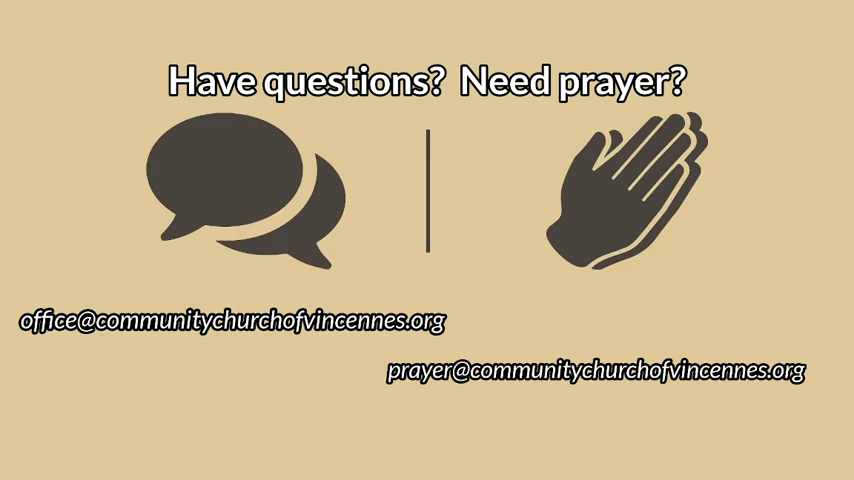 Have questions?  Need prayer?
office@communitychurchofvincennes.org
prayer@communitychurchofvincennes.org